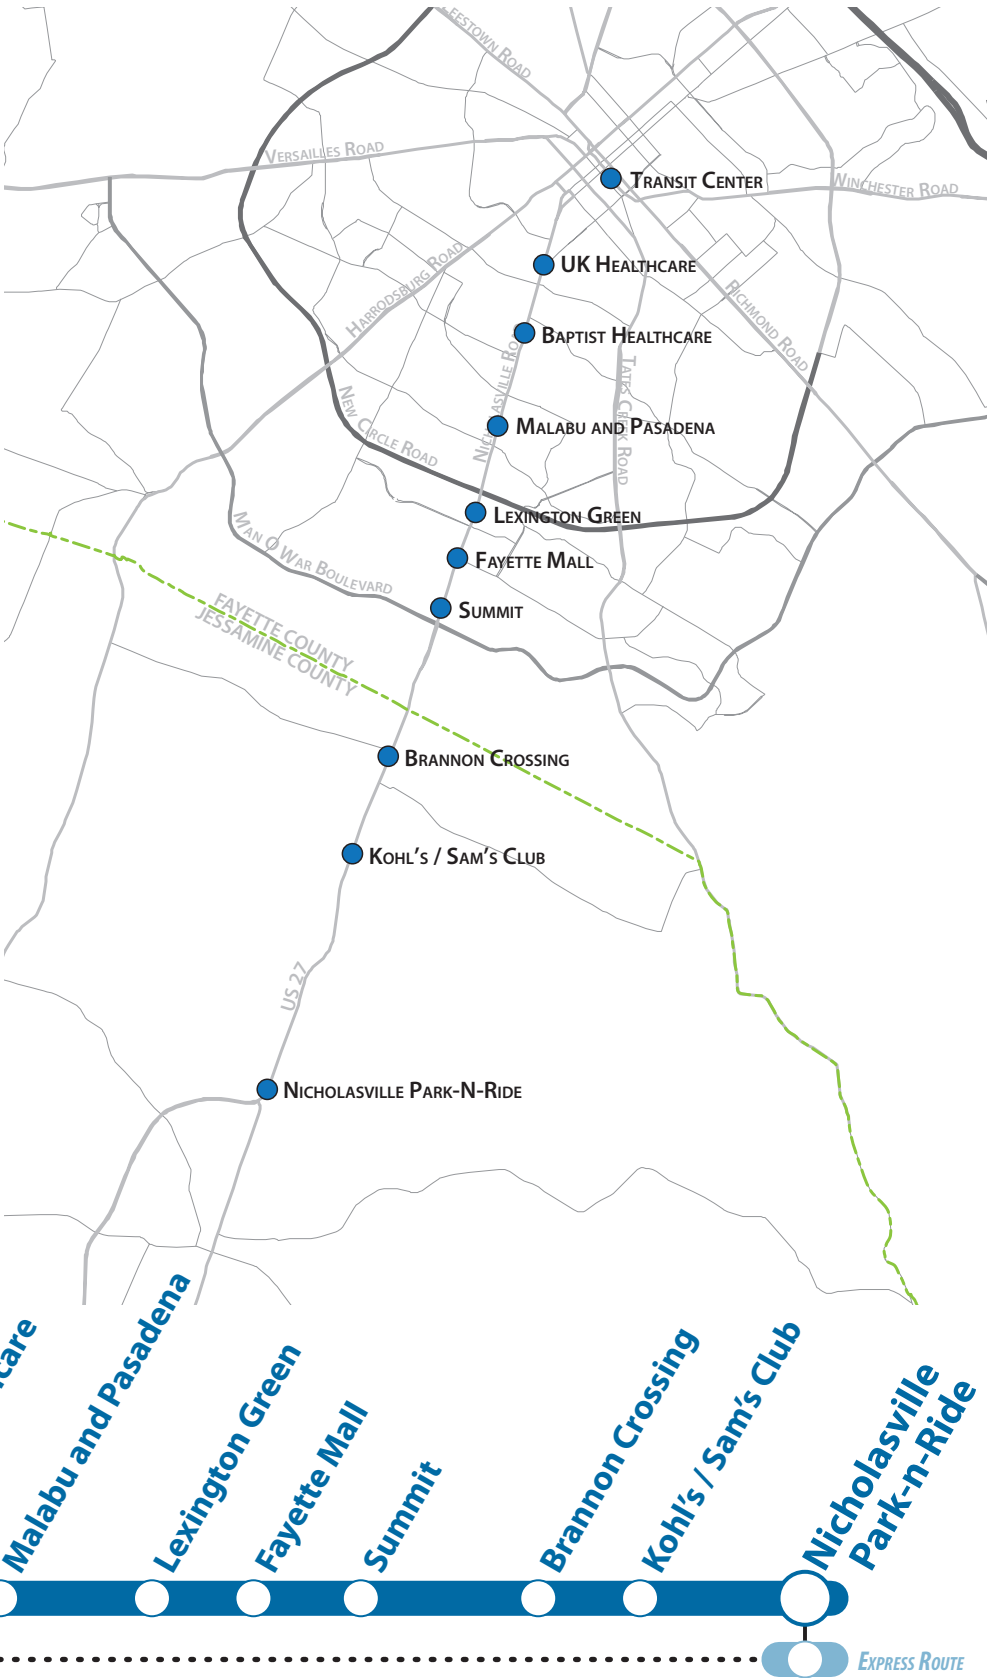 Leestown Road
Versailles Road
Transit Center
Winchester Road
Harrodsburg Road
UK Healthcare
Richmond Road
Baptist Healthcare
Nicholasville Road
Tates Creek Road
New Circle Road
Malabu and Pasadena
Lexington Green
Man O War Boulevard
Fayette Mall
Summit
FAYETTE COUNTY
JESSAMINE COUNTY
Brannon Crossing
Kohl's / Sam's Club
US 27
Nicholasville Park-N-Ride
care
Malabu and Pasadena
Lexington Green
Fayette Mall
Summit
Brannon Crossing
Kohl's / Sam's Club
Nicholasville
Park-n-Ride
Express Route